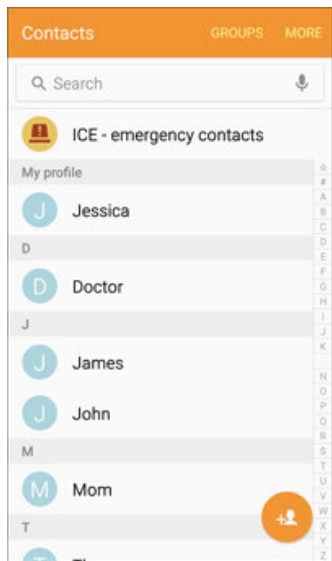 Contacts GROUPS MORE
Search
ICE - emergency contacts
My profile
J Jessica
D
D Doctor
J
J James
J John
M
M Mom
T
#
A
B
C
D
E
F
G
H
I
J
K
N
O
P
Q
R
S
T
U
V
W
X
Y
Z